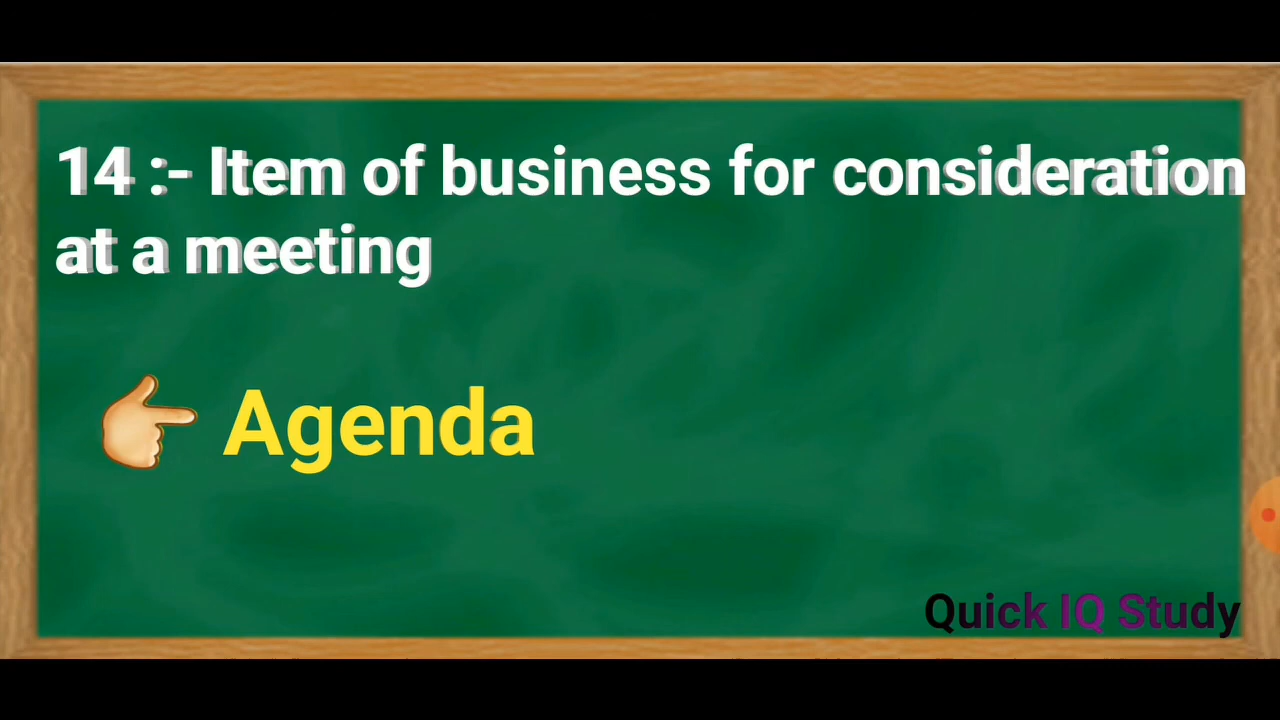 14 :- Item of business for consideration
at a meeting
Agenda
Quick IQ Study